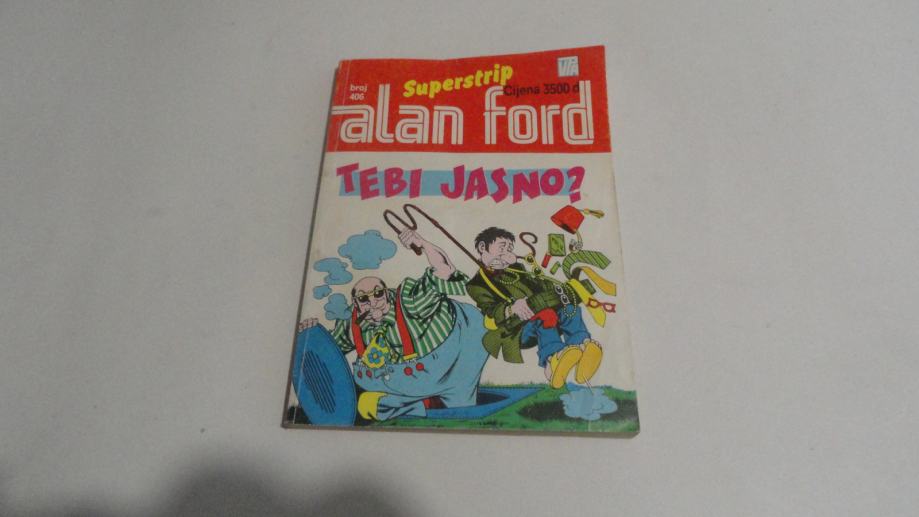 Superstrip
broj
406
Cijena 3500 d
alan ford
TEBI JASNO?